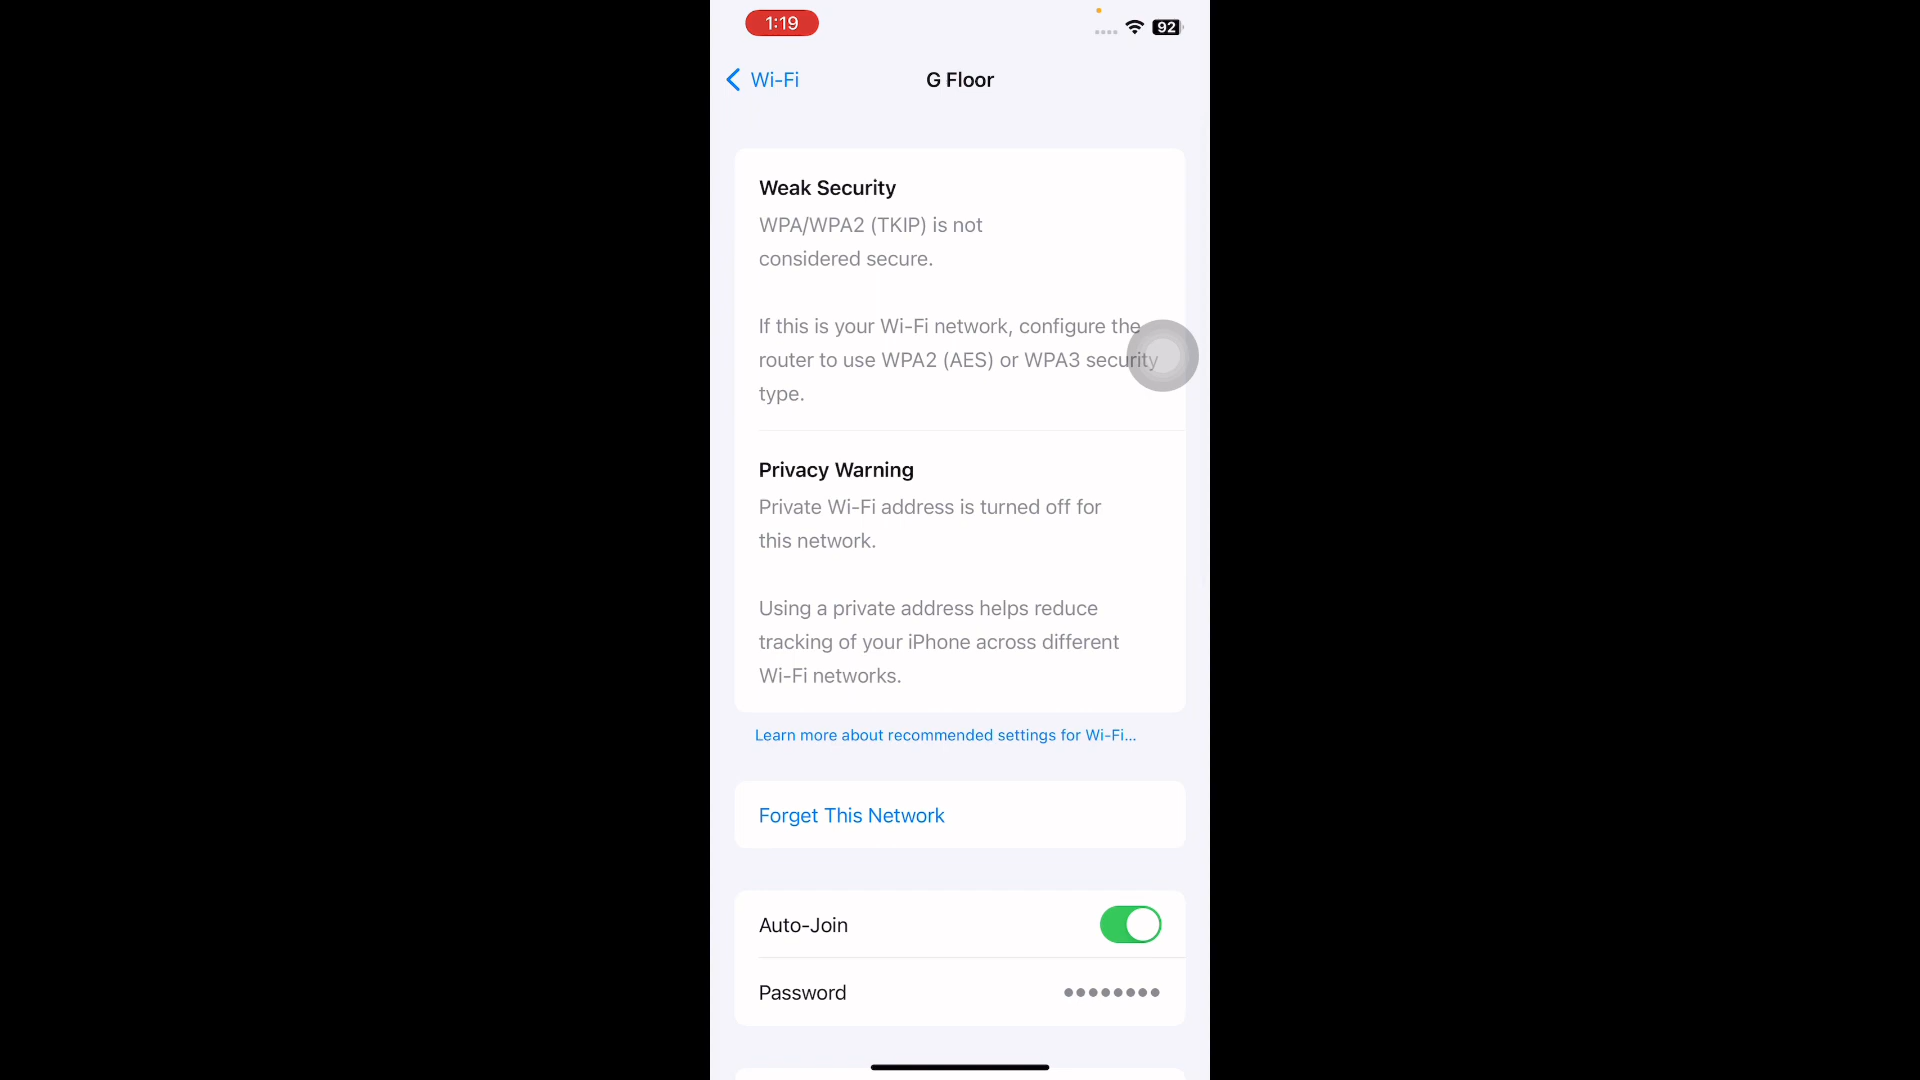 1:19
92
Wi-Fi
G Floor
Weak Security
WPA/WPA2 (TKIP) is not
considered secure.
If this is your Wi-Fi network, configure the
router to use WPA2 (AES) or WPA3 security
type.
Privacy Warning
Private Wi-Fi address is turned off for
this network.
Using a private address helps reduce
tracking of your iPhone across different
Wi-Fi networks.
Learn more about recommended settings for Wi-Fi...
Forget This Network
Auto-Join
Password ●●●●●●●●